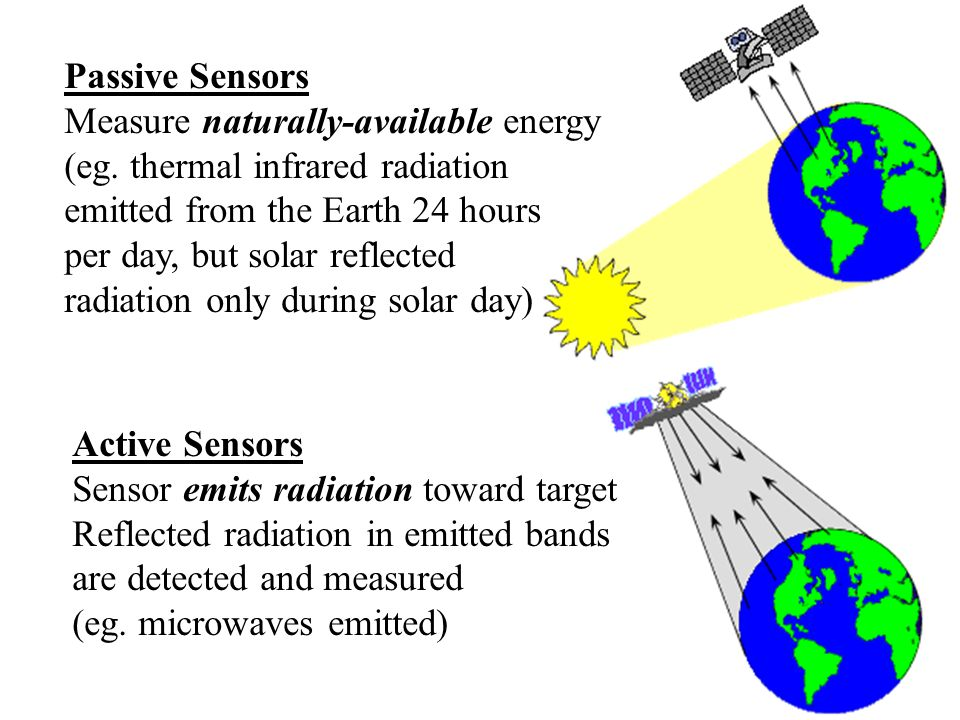 Passive Sensors
Measure naturally-available energy
(eg. thermal infrared radiation
emitted from the Earth 24 hours
per day, but solar reflected
radiation only during solar day)
Active Sensors
Sensor emits radiation toward target
Reflected radiation in emitted bands
are detected and measured
(eg. microwaves emitted)